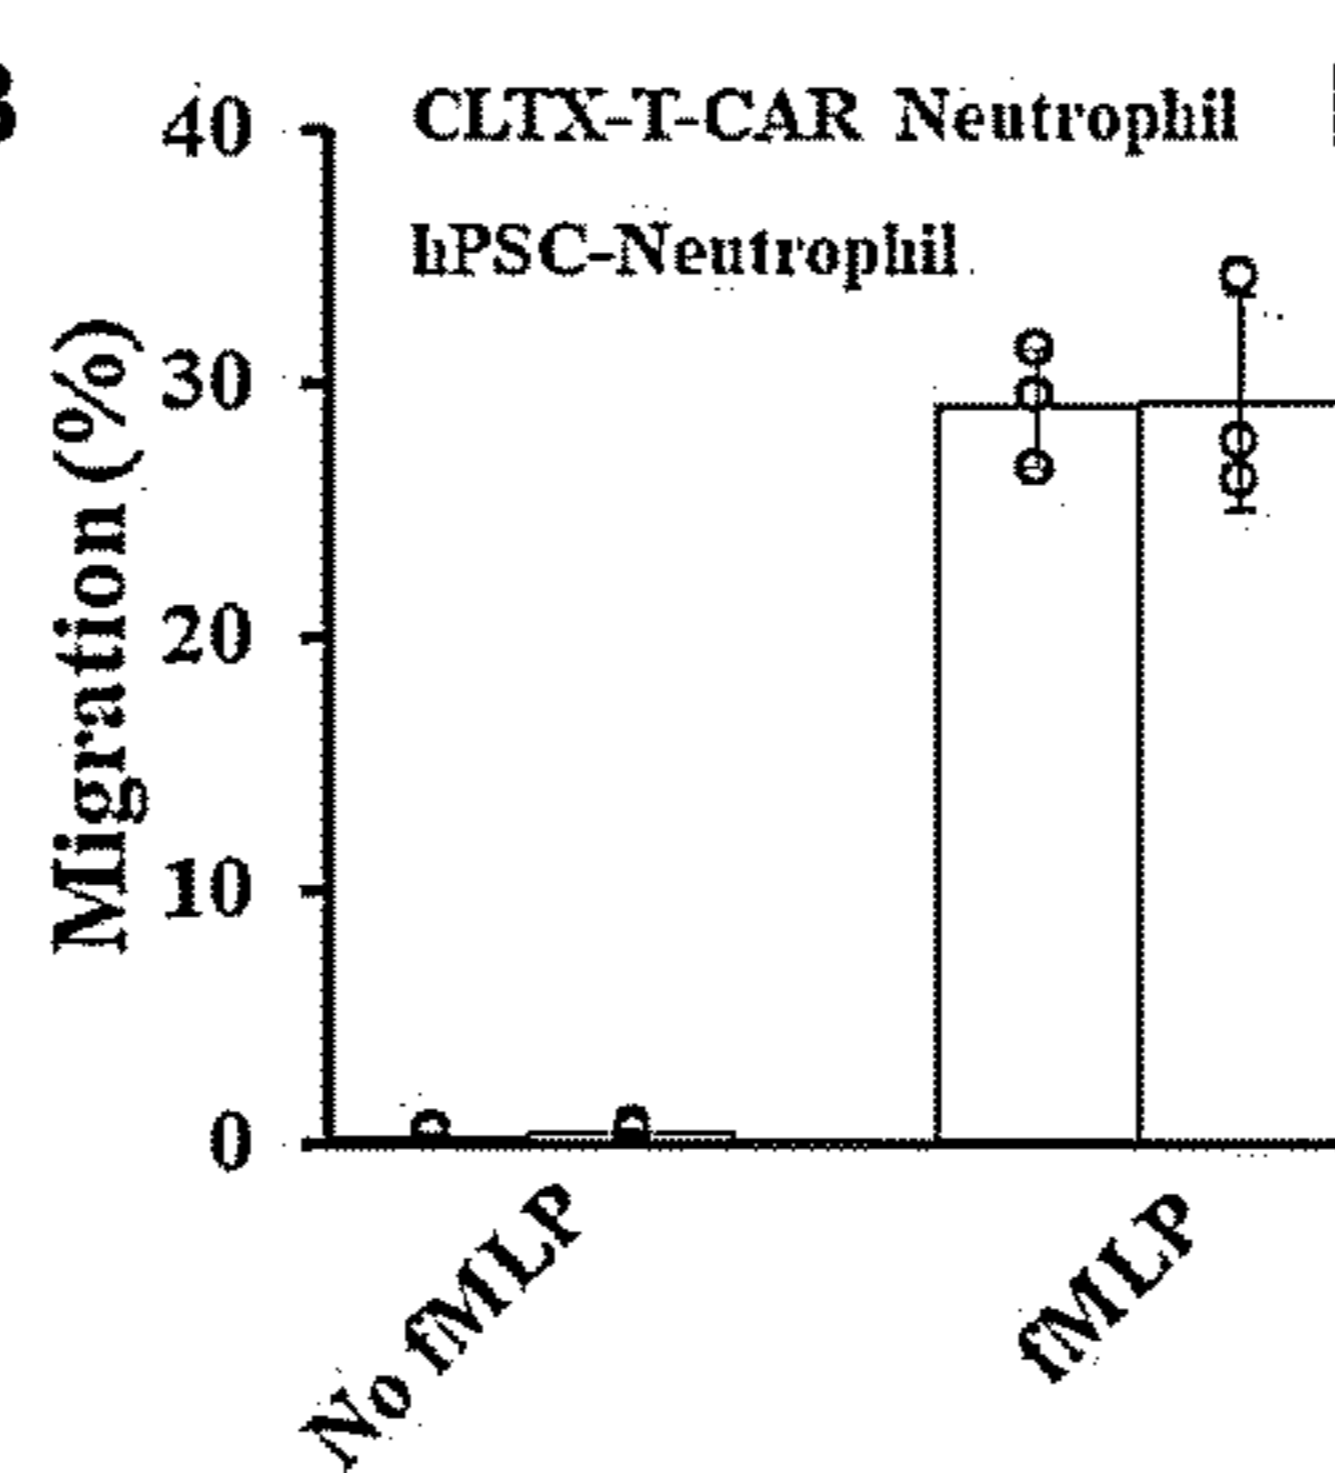 40
CLTX-T-CAR Neutrophil
hPSC-Neutrophil
30
20
10
0
Migration (%)
No fMLP
fMLP